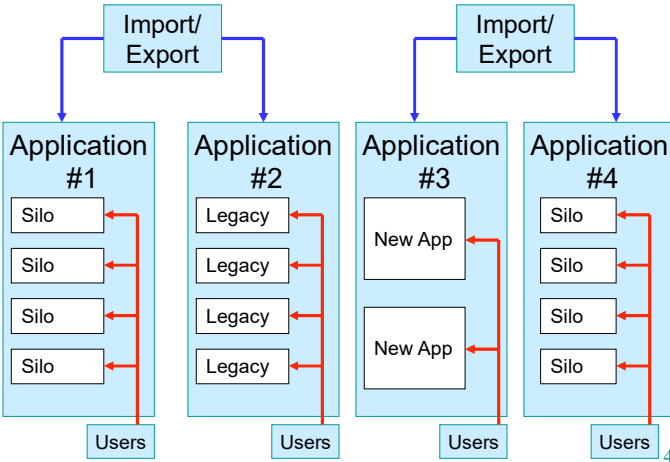 Import/
Export
Import/
Export
Application
#1
Silo
Silo
Silo
Silo
Users
Application
#2
Legacy
Legacy
Legacy
Legacy
Users
Application
#3
New App
New App
Users
Application
#4
Silo
Silo
Silo
Silo
Users
4